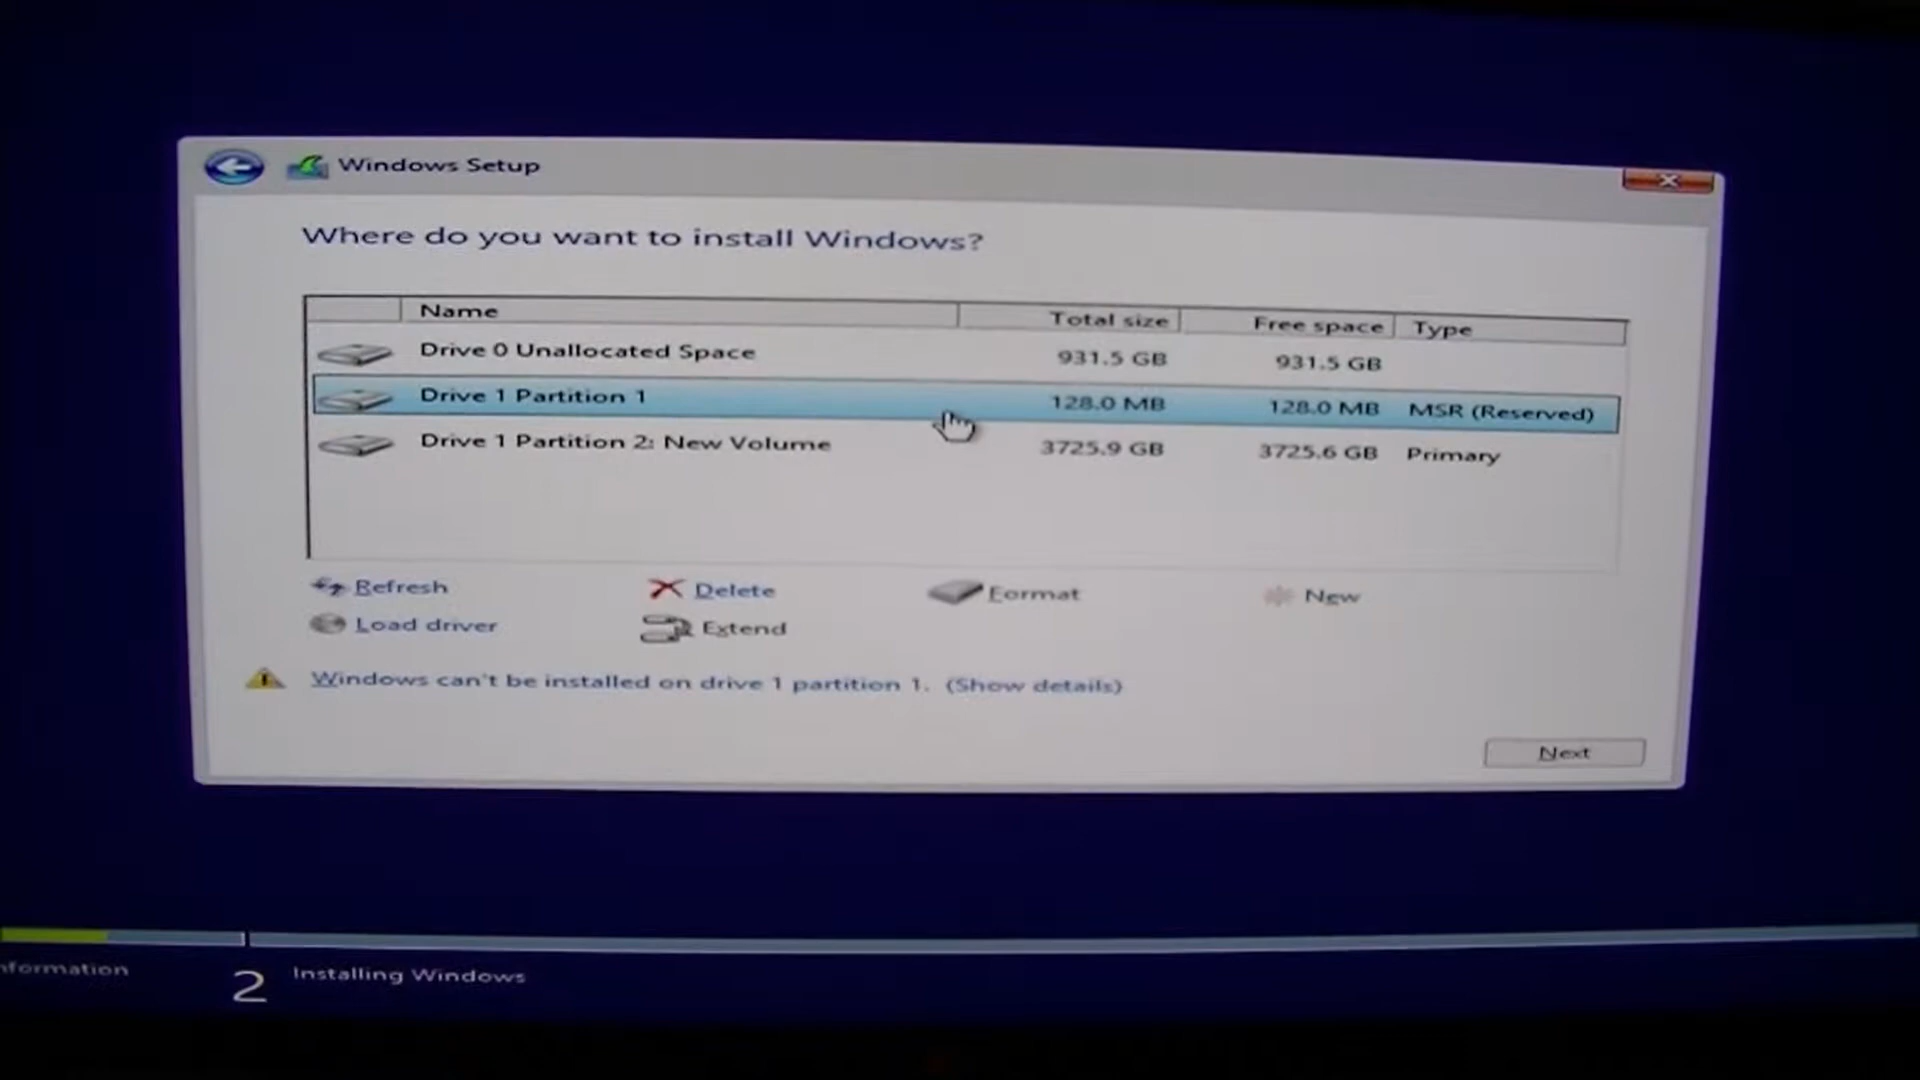 Windows Setup
Where do you want to install Windows?
Name Total size Free space Type
Drive 0 Unallocated Space 931.5 GB 931.5 GB
Drive 1 Partition 1 128.0 MB 128.0 MB MSR (Reserved)
Drive 1 Partition 2: New Volume 3725.9 GB 3725.6 GB Primary
Refresh Delete Format New
Load driver Extend
Windows can't be installed on drive 1 partition 1. (Show details)
Next
nformation 2 Installing Windows